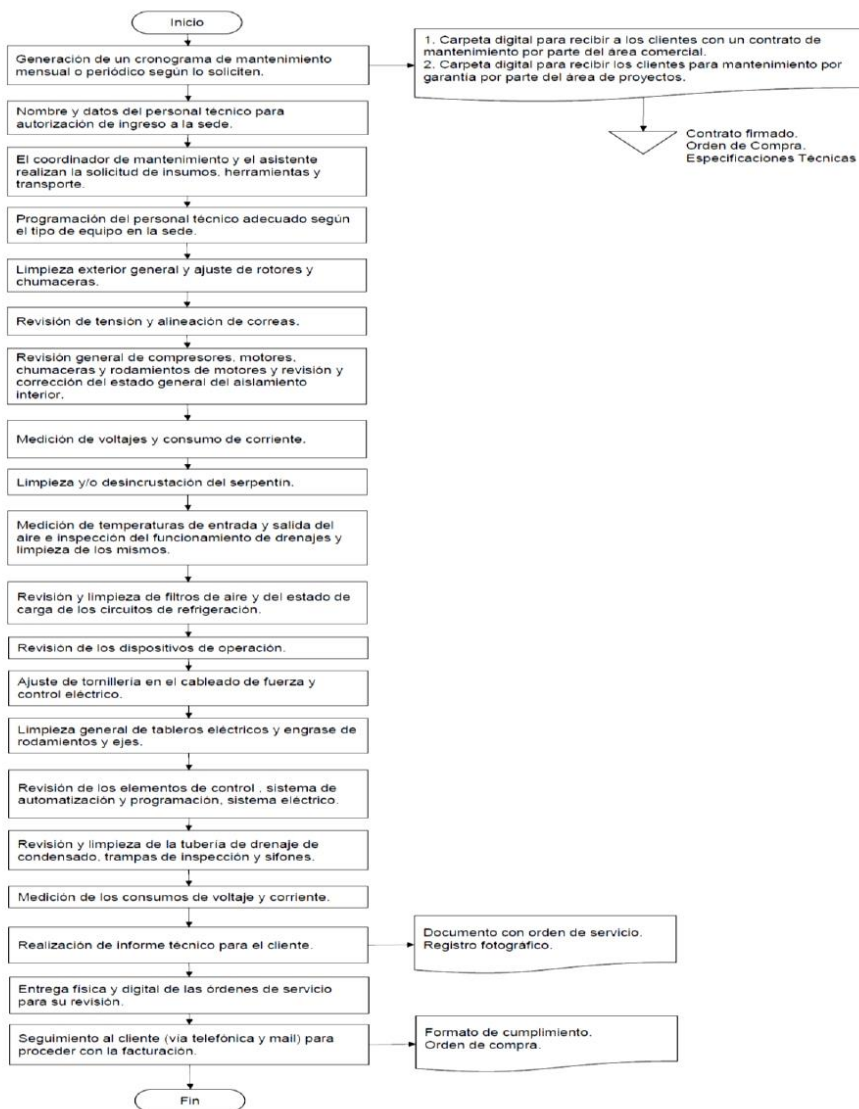 Inicio
Generación de un cronograma de mantenimiento
mensual o periódico según lo soliciten.
1. Carpeta digital para recibir a los clientes con un contrato de
mantenimiento por parte del área comercial.
2. Carpeta digital para recibir los clientes para mantenimiento por
garantía por parte del área de proyectos.
Contrato firmado.
Orden de Compra.
Especificaciones Técnicas
Nombre y datos del personal técnico para
autorización de ingreso a la sede.
El coordinador de mantenimiento y el asistente
realizan la solicitud de insumos, herramientas y
transporte.
Programación del personal técnico adecuado según
el tipo de equipo en la sede.
Limpieza exterior general y ajuste de rotores y
chumaceras.
Revisión de tensión y alineación de correas.
Revisión general de compresores, motores,
chumaceras y rodamientos de motores y revisión y
corrección del estado general del aislamiento
interior.
Medición de voltajes y consumo de corriente.
Limpieza y/o desincrustación del serpentín.
Medición de temperaturas de entrada y salida del
aire e inspección del funcionamiento de drenajes y
limpieza de los mismos.
Revisión y limpieza de filtros de aire y del estado de
carga de los circuitos de refrigeración.
Revisión de los dispositivos de operación.
Ajuste de tornillería en el cableado de fuerza y
control eléctrico.
Limpieza general de tableros eléctricos y engrase de
rodamientos y ejes.
Revisión de los elementos de control , sistema de
automatización y programación, sistema eléctrico.
Revisión y limpieza de la tubería de drenaje de
condensado, trampas de inspección y sifones.
Medición de los consumos de voltaje y corriente.
Realización de informe técnico para el cliente.
Documento con orden de servicio.
Registro fotográfico.
Entrega física y digital de las órdenes de servicio
para su revisión.
Seguimiento al cliente (vía telefónica y mail) para
proceder con la facturación.
Formato de cumplimiento.
Orden de compra.
Fin